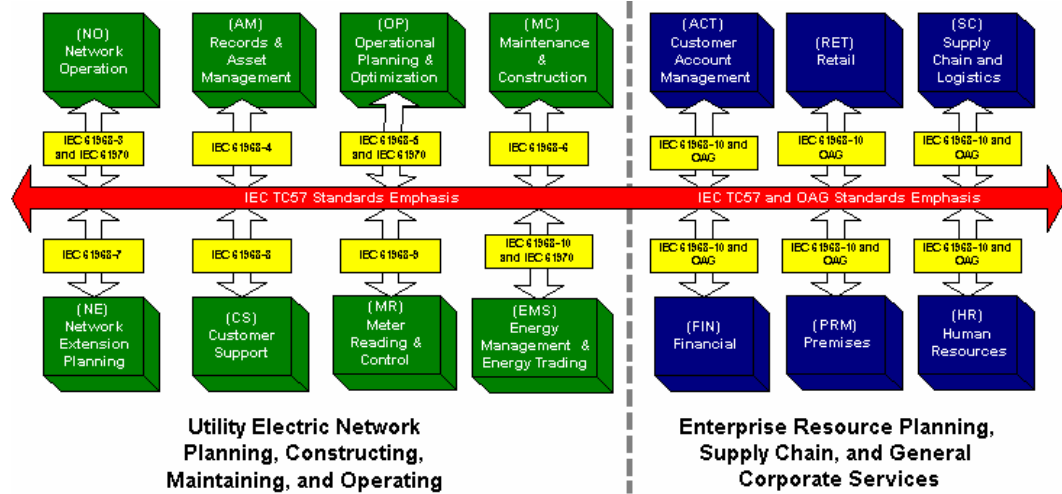 (NO)
Network
Operation
(AM)
Records &
Asset
Management
(OP)
Operational
Planning &
Optimization
(MC)
Maintenance
&
Construction
(ACT)
Customer
Account
Management
(RET)
Retail
(SC)
Supply
Chain and
Logistics
IEC 61968-3
and IEC 61970
IEC 61968-4
IEC 61968-5
and IEC 61970
IEC 61968-6
IEC 61968-10 and
OAG
IEC 61968-10 and
OAG
IEC 61968-10 and
OAG
IEC TC57 Standards Emphasis
IEC TC57 and OAG Standards Emphasis
IEC 61968-7
IEC 61968-8
IEC 61968-9
IEC 61968-10
and IEC 61970
IEC 61968-10 and
OAG
IEC 61968-10 and
OAG
IEC 61968-10 and
OAG
(NE)
Network
Extension
Planning
(CS)
Customer
Support
(MR)
Meter
Reading &
Control
(EMS)
Energy
Management &
Energy Trading
(FIN)
Financial
(PRM)
Premises
(HR)
Human
Resources
Utility Electric Network
Planning, Constructing,
Maintaining, and Operating
Enterprise Resource Planning,
Supply Chain, and General
Corporate Services